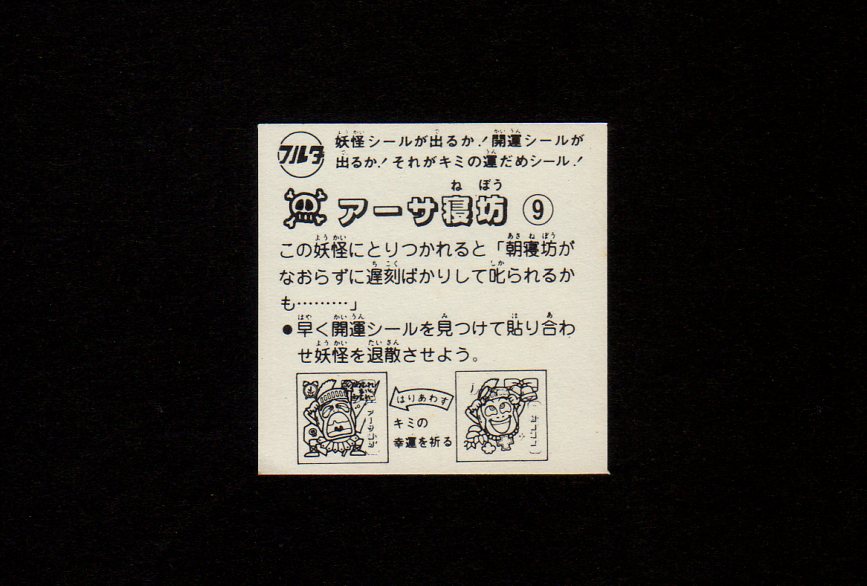 フルタ
妖怪シールが出るか！開運シールが
出るか！それがキミの運だめシール！
アーサ寝坊 ⑨
この妖怪にとりつかれると「朝寝坊が
なおらずに遅刻ばかりして叱られるか
も………」
●早く開運シールを見つけて貼り合わ
せ妖怪を退散させよう。
はりあわす
キミの
幸運を祈る